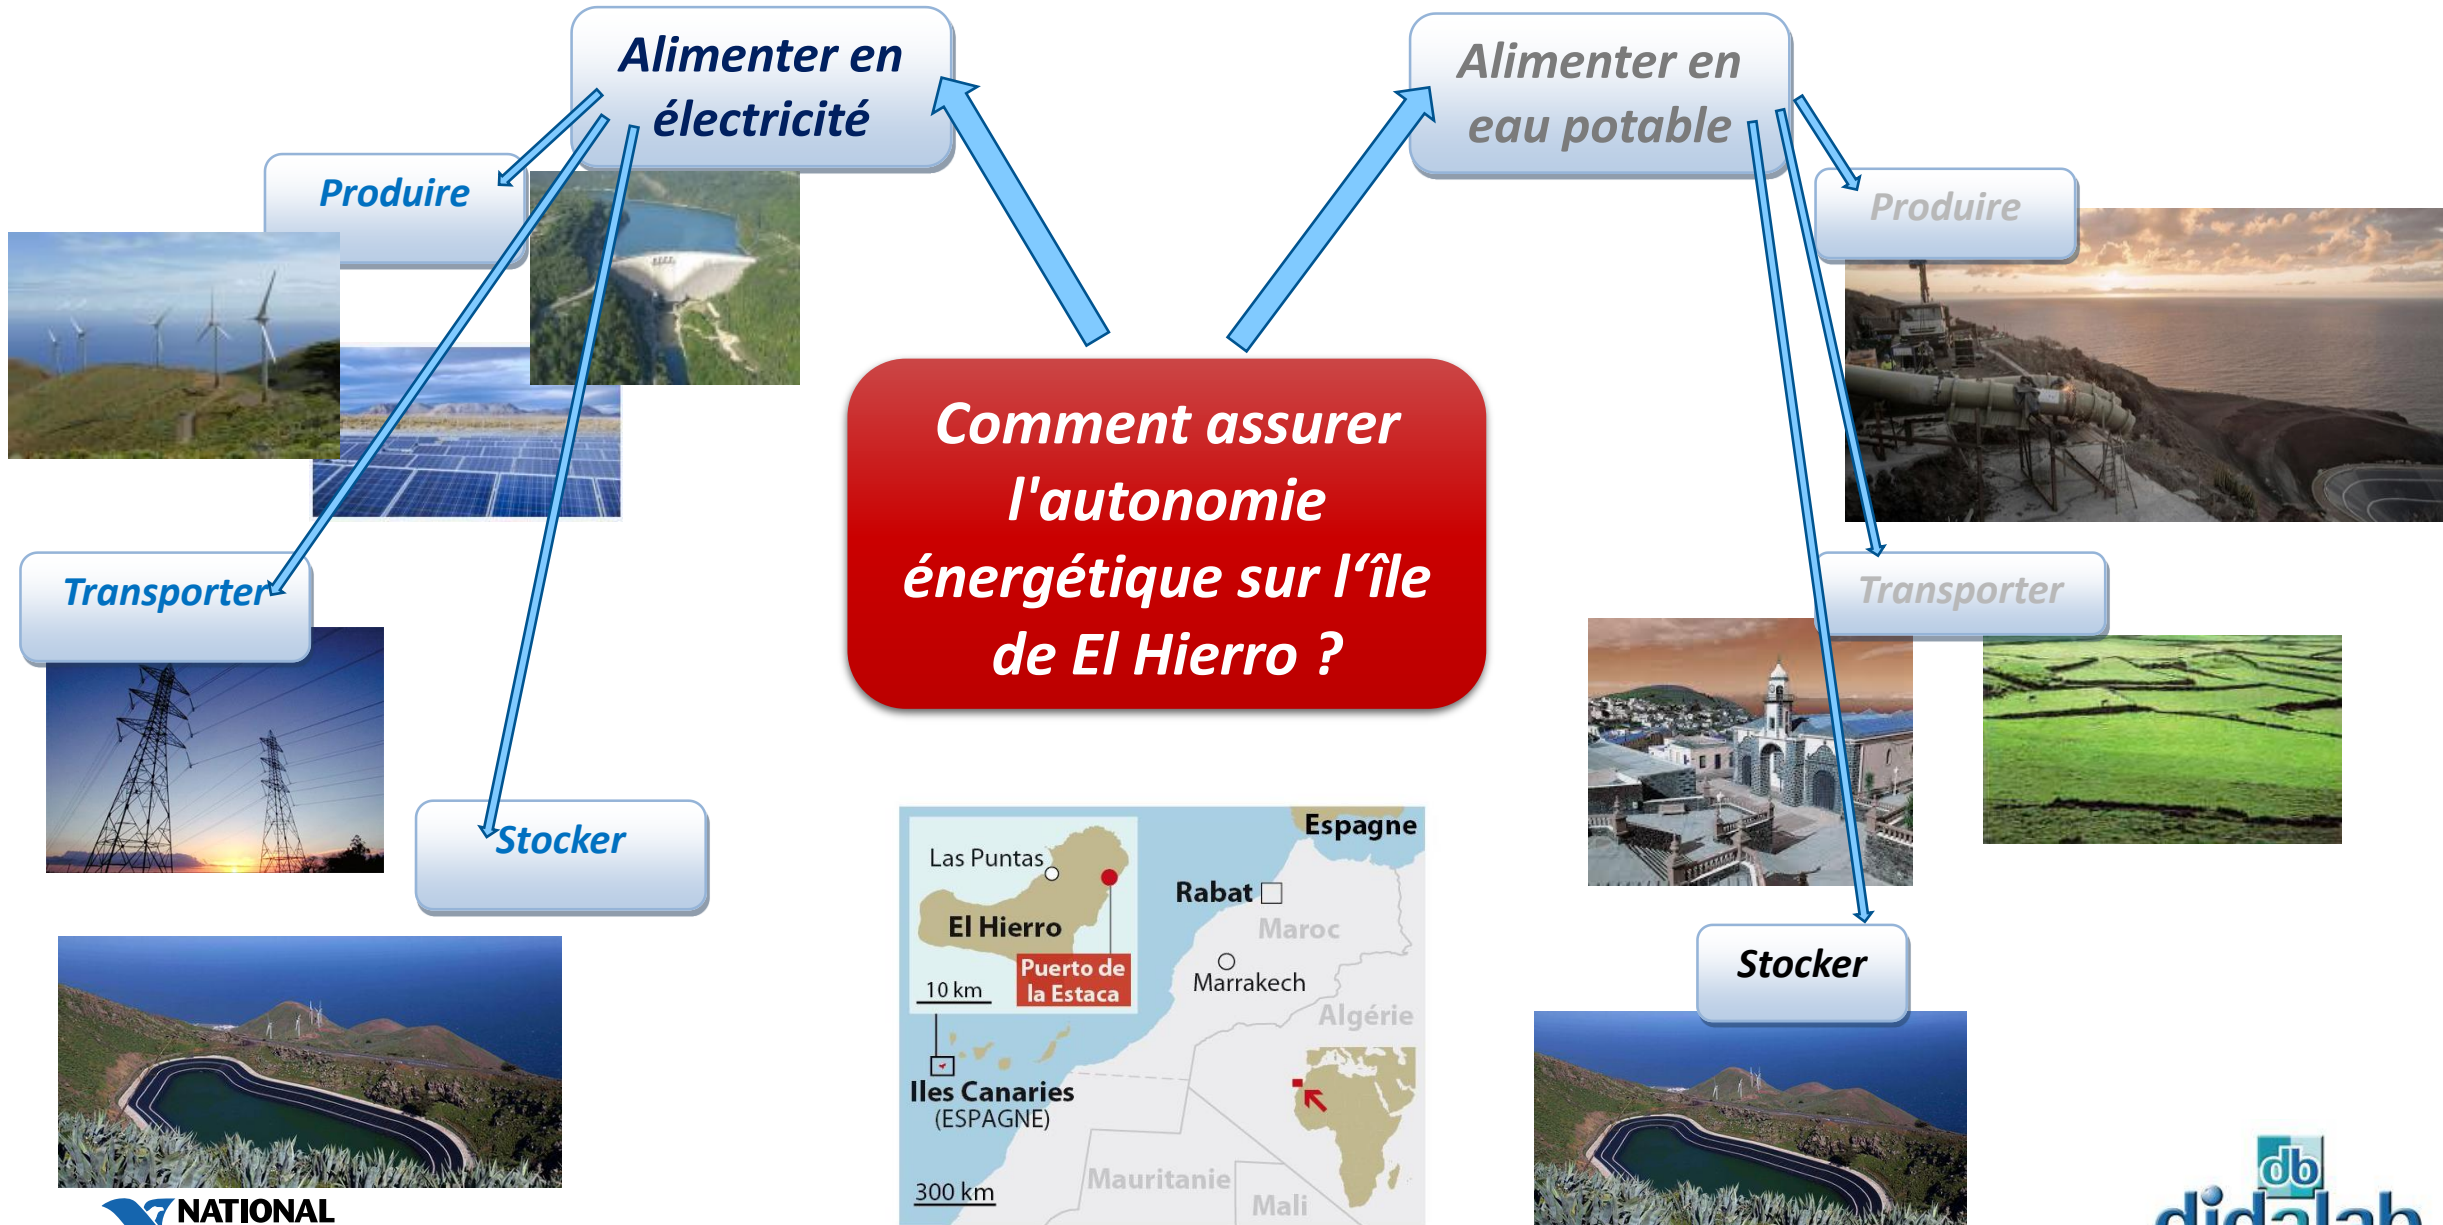 Alimenter en
électricité
Alimenter en
eau potable
Produire
Produire
Comment assurer
l'autonomie
énergétique sur l‘île
de El Hierro ?
Transporter
Transporter
Stocker
Stocker
Espagne
Las Puntas
Rabat
El Hierro
Maroc
Puerto de
la Estaca
10 km
Marrakech
Algérie
Iles Canaries
(ESPAGNE)
Mauritanie
300 km
Mali
NATIONAL
db
didalab